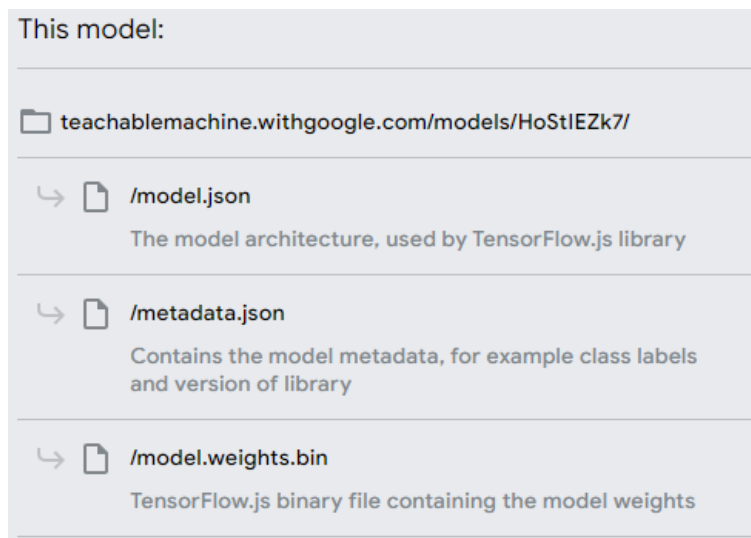 This model:
teachablemachine.withgoogle.com/models/HoStlEZk7/
/model.json
The model architecture, used by TensorFlow.js library
/metadata.json
Contains the model metadata, for example class labels
and version of library
/model.weights.bin
TensorFlow.js binary file containing the model weights